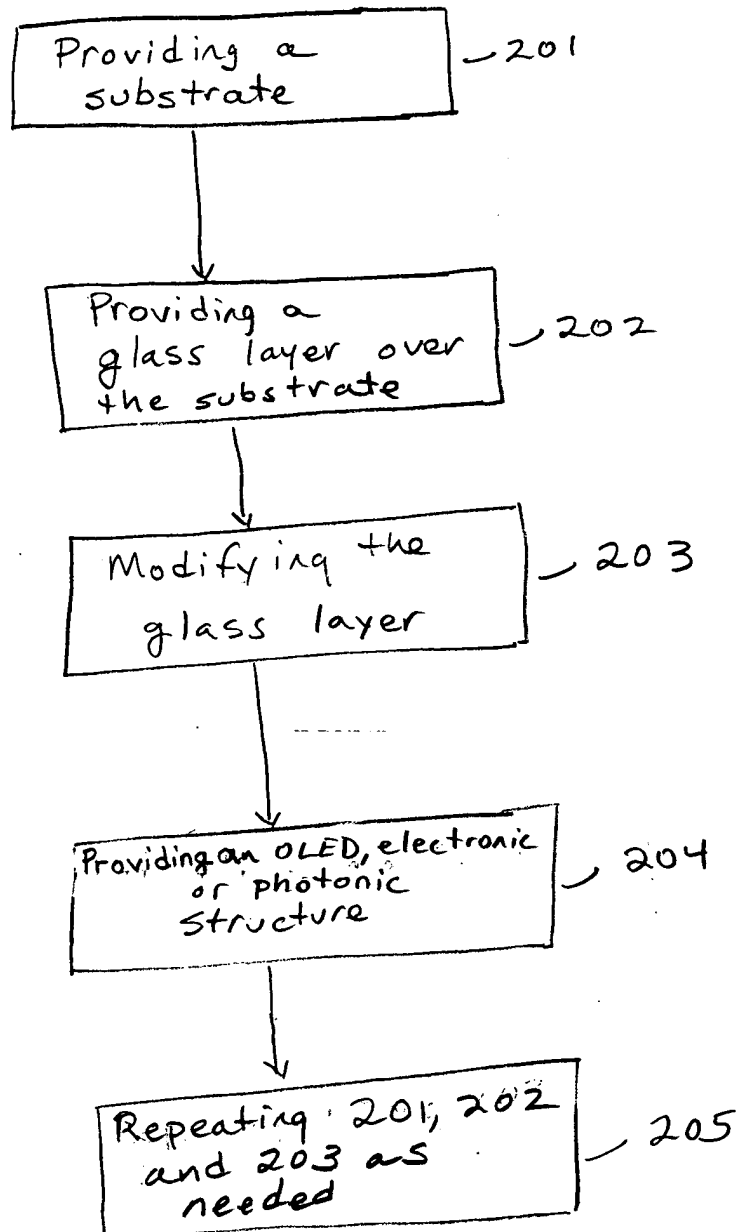 Providing a
substrate
201
Providing a
glass layer over
the substrate
202
Modifying the
glass layer
203
Providing an OLED, electronic
or photonic
structure
204
Repeating 201, 202
and 203 as
needed
205